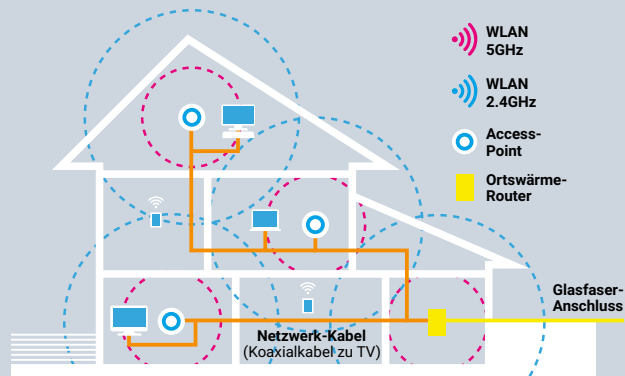 WLAN
5GHz
WLAN
2.4GHz
Access-
Point
Ortswärme-
Router
Glasfaser-
Anschluss
Netzwerk-Kabel
(Koaxialkabel zu TV)